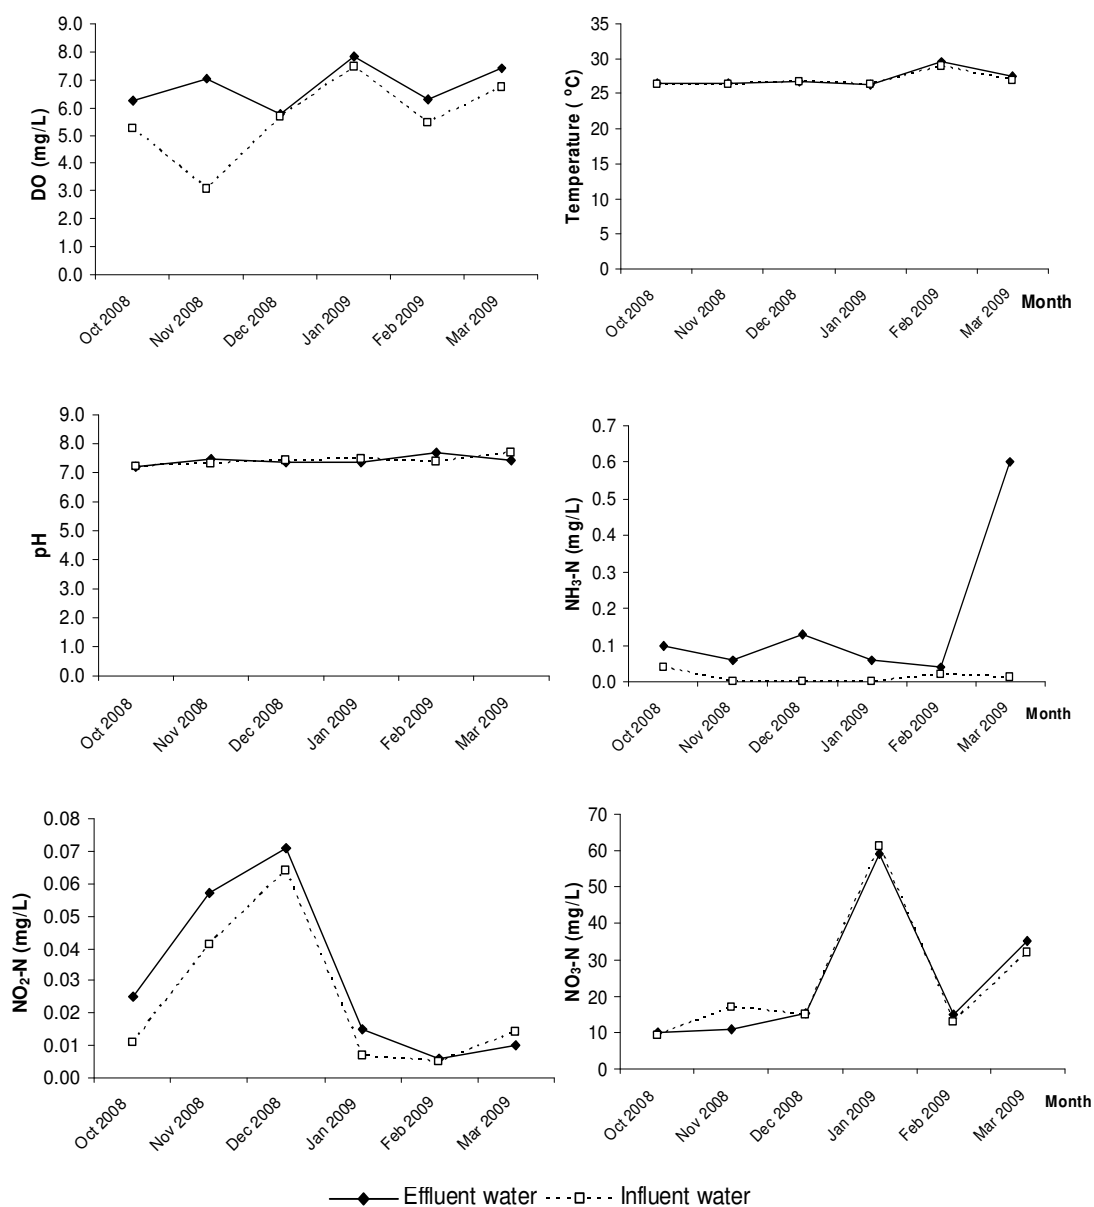 DO (mg/L)
9.0
8.0
7.0
6.0
5.0
4.0
3.0
2.0
1.0
0.0
Oct 2008
Nov 2008
Dec 2008
Jan 2009
Feb 2009
Mar 2009
Temperature ( °C)
35
30
25
20
15
10
5
0
Oct 2008
Nov 2008
Dec 2008
Jan 2009
Feb 2009
Mar 2009
Month
pH
9.0
8.0
7.0
6.0
5.0
4.0
3.0
2.0
1.0
0.0
Oct 2008
Nov 2008
Dec 2008
Jan 2009
Feb 2009
Mar 2009
NH₃-N (mg/L)
0.7
0.6
0.5
0.4
0.3
0.2
0.1
0.0
Oct 2008
Nov 2008
Dec 2008
Jan 2009
Feb 2009
Mar 2009
Month
NO₂-N (mg/L)
0.08
0.07
0.06
0.05
0.04
0.03
0.02
0.01
0.00
Oct 2008
Nov 2008
Dec 2008
Jan 2009
Feb 2009
Mar 2009
NO₃-N (mg/L)
70
60
50
40
30
20
10
0
Oct 2008
Nov 2008
Dec 2008
Jan 2009
Feb 2009
Mar 2009
Month
Effluent water
Influent water